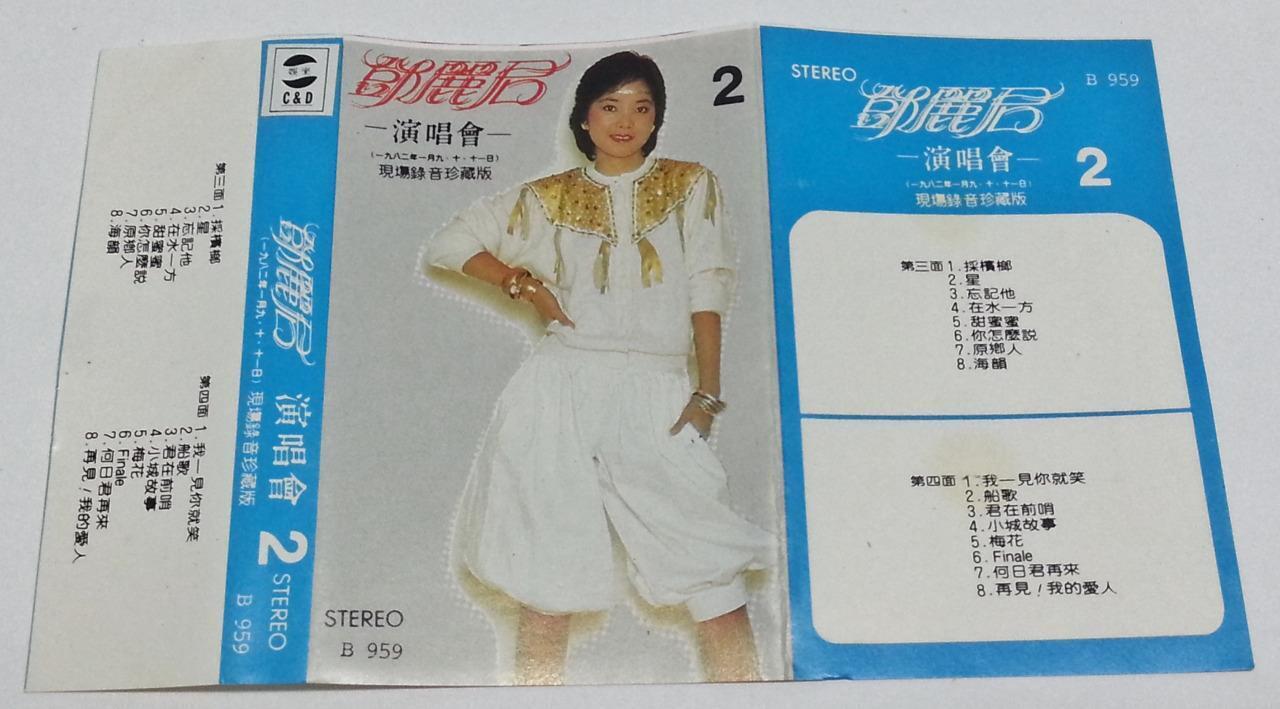 第三面 1. 採檳榔
2. 星
3. 忘記他
4. 在水一方
5. 甜蜜蜜
6. 你怎麼説
7. 原鄉人
8. 海韻
第四面 1. 我一見你就笑
2. 船歌
3. 君在前哨
4. 小城故事
5. 梅花
6. Finale
7. 何日君再來
8. 再見！我的愛人
C&D
鄧麗君 演唱會 2 STEREO
(一九八二年一月九·十·十一日) 現場錄音珍藏版 B 959
鄧麗君
2
—演唱會—
(一九八二年一月九·十·十一日)
現場錄音珍藏版
STEREO
B 959
STEREO
B 959
鄧麗君
—演唱會—
2
(一九八二年一月九·十·十一日)
現場錄音珍藏版
第三面 1. 採檳榔
2. 星
3. 忘記他
4. 在水一方
5. 甜蜜蜜
6. 你怎麼説
7. 原鄉人
8. 海韻
第四面 1. 我一見你就笑
2. 船歌
3. 君在前哨
4. 小城故事
5. 梅花
6. Finale
7. 何日君再來
8. 再見！我的愛人